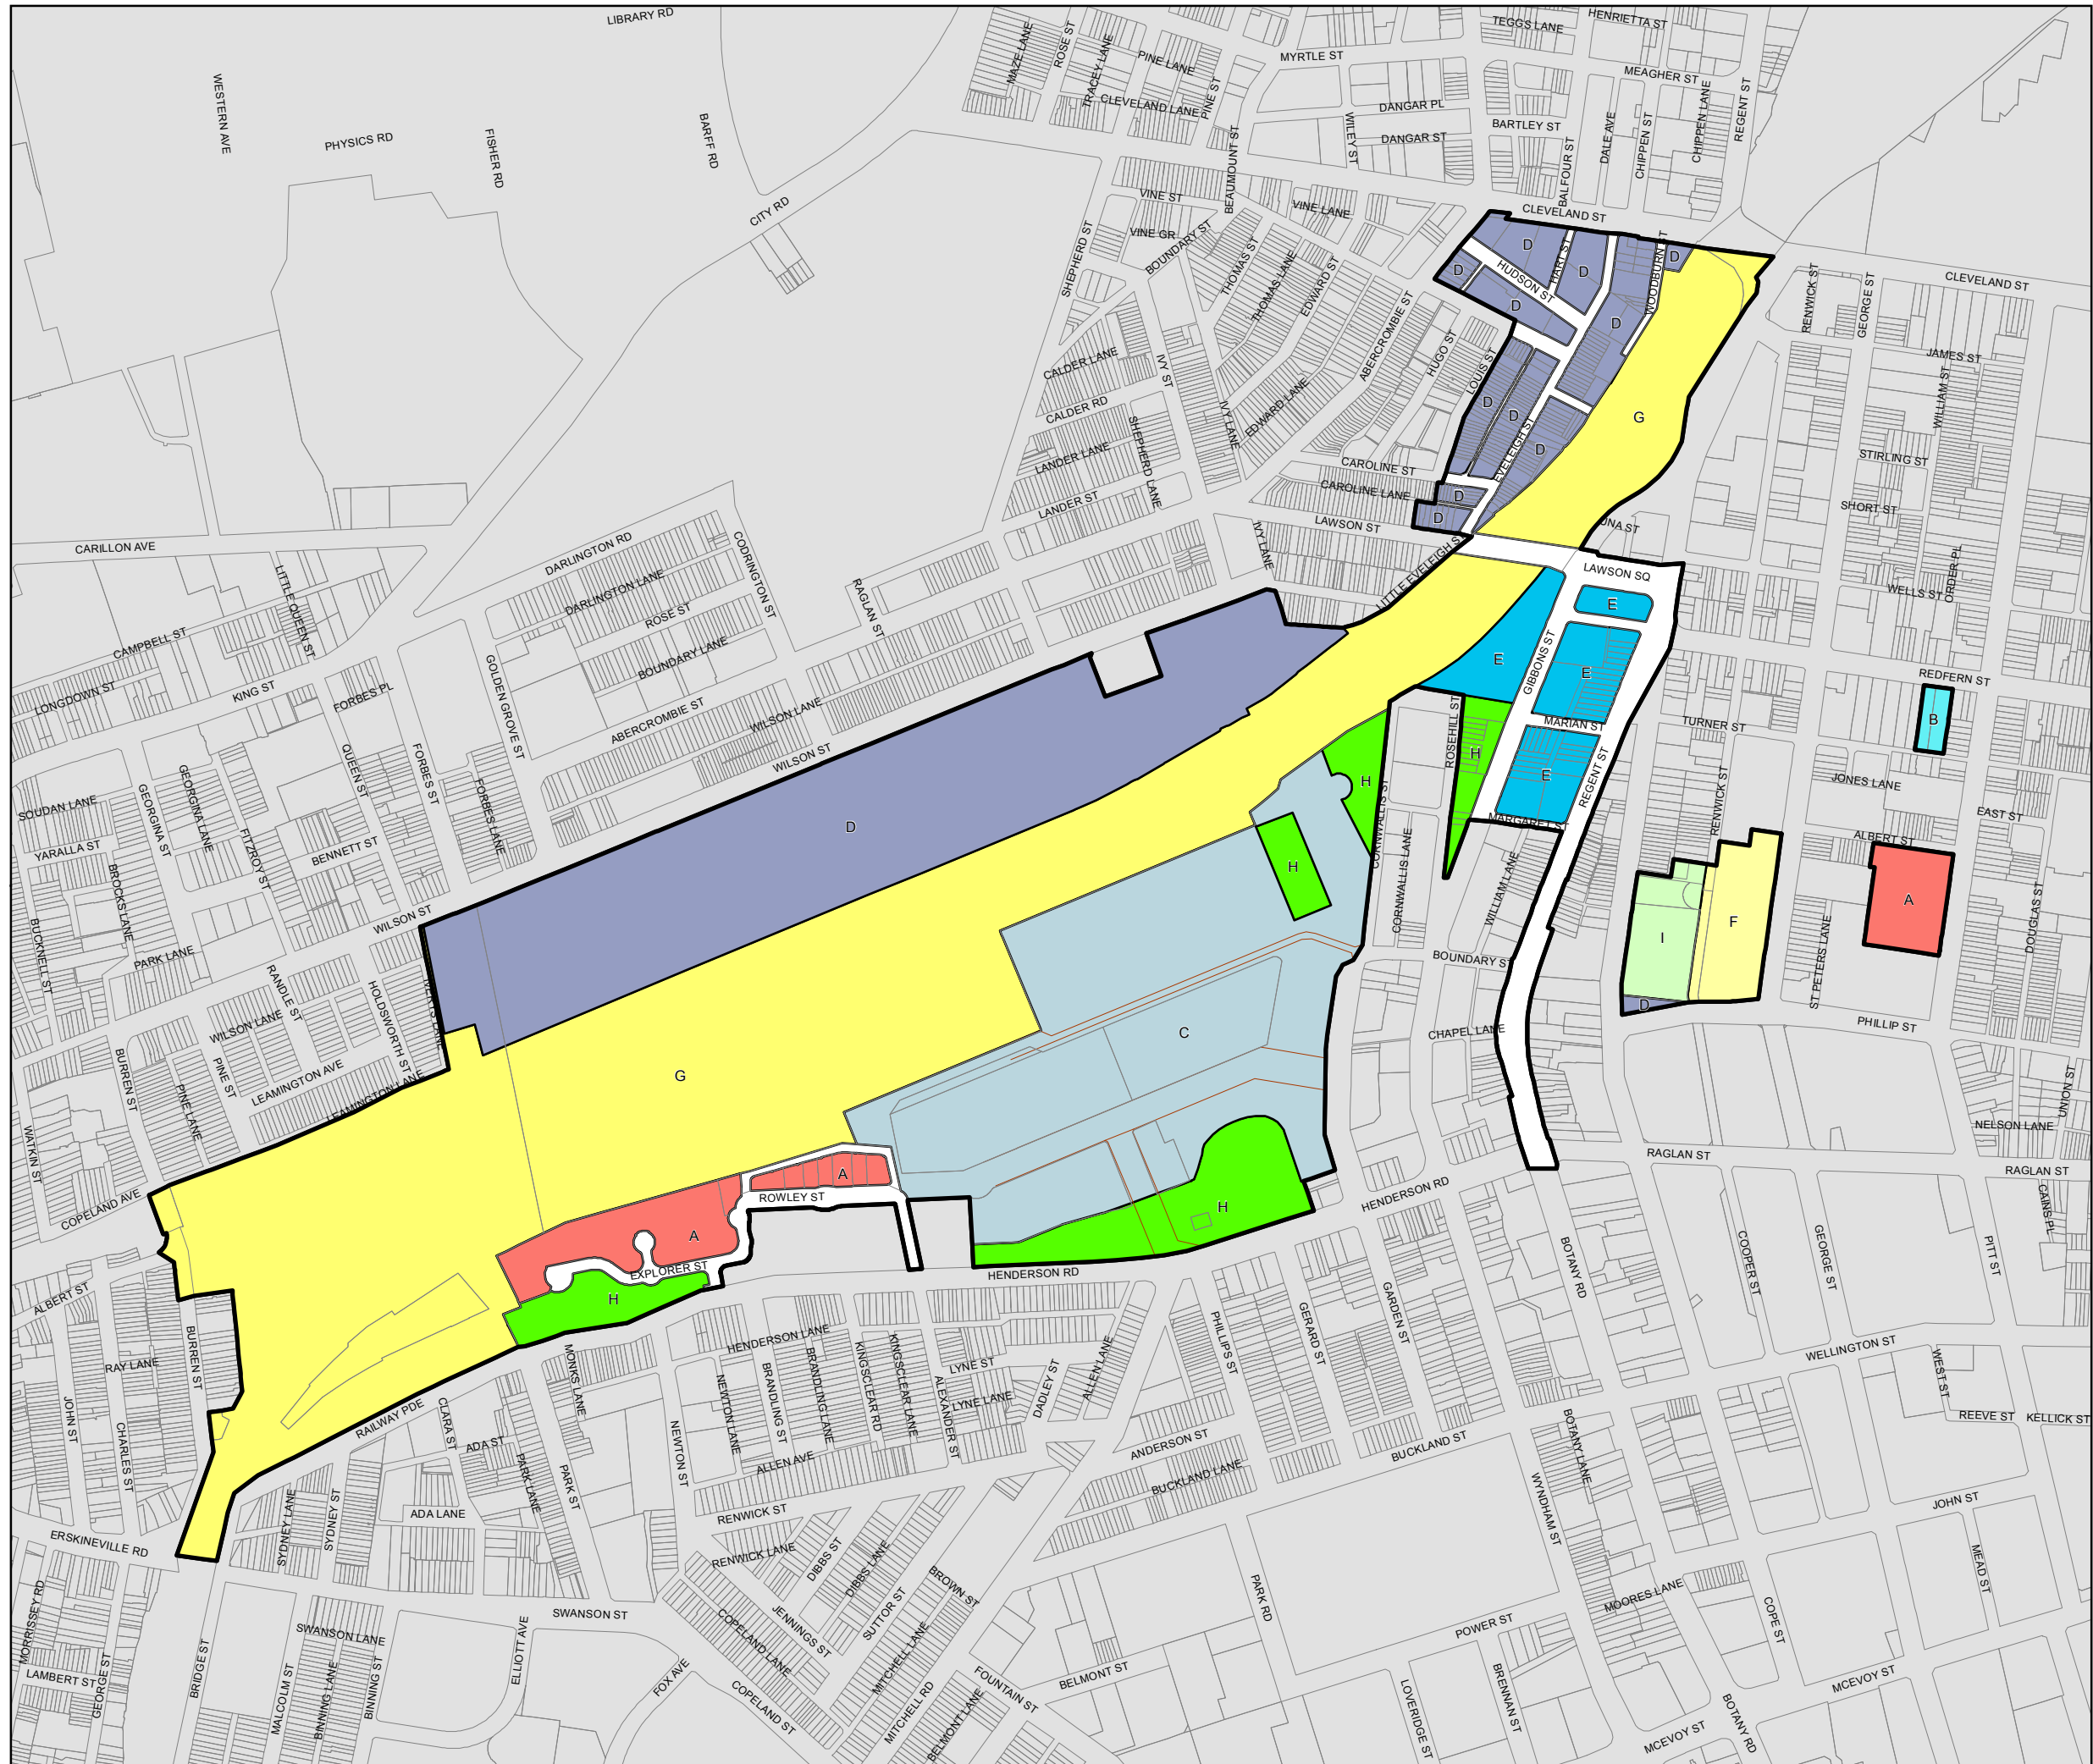 LIBRARY RD
WESTERN AVE
PHYSICS RD
FISHER RD
BARFF RD
CITY RD
MAZE LANE
ROSE ST
TRACEY LANE
PINE LANE
CLEVELAND LANE
PINE ST
MYRTLE ST
TEGGS LANE
HENRIETTA ST
MEAGHER ST
DANGAR PL
DANGAR ST
WILEY ST
BARTLEY ST
BALFOUR ST
DALE AVE
CHIPPEN ST
CHIPPEN LANE
REGENT ST
BEAUMONT ST
VINE ST
VINE LANE
VINE GR
BOUNDARY ST
SHEPHERD ST
THOMAS ST
THOMAS LANE
EDWARD ST
ABERCROMBIE ST
HUGO ST
LOUIS ST
CLEVELAND ST
D
D
D
D
HART ST
HUDSON ST
WOODBURN ST
D
D
D
D
D
EVELEIGH ST
D
D
G
CLEVELAND ST
RENWICK ST
GEORGE ST
JAMES ST
WILLIAM ST
STIRLING ST
SHORT ST
WELLS ST
ORDER PL
CALDER LANE
CALDER RD
IVY ST
IVY LANE
EDWARD LANE
LANDER LANE
SHEPHERD LANE
LANDER ST
CAROLINE ST
CAROLINE LANE
LAWSON ST
IVY LANE
LITTLE EVELEIGH S
LAWSON SQ
UNA ST
CARILLON AVE
LITTLE QUEEN ST
CAMPBELL ST
LONGDOWN ST
KING ST
FORBES PL
DARLINGTON RD
DARLINGTON LANE
CODRINGTON ST
ROSE ST
BOUNDARY LANE
RAGLAN ST
GOLDEN GROVE ST
ABERCROMBIE ST
WILSON LANE
WILSON ST
E
E
E
E
GIBBONS ST
MARIAN ST
ROSEHILL ST
REGENT ST
MARGARET ST
REDFERN ST
TURNER ST
B
JONES LANE
EAST ST
ALBERT ST
RENWICK ST
A
I
F
D
ST PETERS LANE
DOUGLAS ST
PHILLIP ST
SOUDAN LANE
YARALLA ST
GEORGINA ST
GEORGINA LANE
QUEEN ST
FORBES ST
FORBES LANE
FITZROY ST
BENNETT ST
BROCKS LANE
BUCKNELL ST
PARK LANE
WILSON ST
D
H
H
H
CORNWALLIS ST
CORNWALLIS LANE
WILLIAM LANE
BOUNDARY ST
CHAPEL LANE
C
G
RANDLE ST
HOLDSWORTH ST
WILSON LANE
PINE ST
LEAMINGTON AVE
LEAMINGTON LANE
BURREN ST
PINE LANE
WATKIN ST
COPELAND AVE
A
ROWLEY ST
A
EXPLORER ST
H
H
HENDERSON RD
HENDERSON RD
RAGLAN ST
RAGLAN ST
NELSON LANE
UNION ST
CAINS PL
PITT ST
COOPER ST
GEORGE ST
BOTANY RD
ALBERT ST
BURREN ST
RAY LANE
JOHN ST
CHARLES ST
RAILWAY PDE
CLARA ST
ADA ST
ADA LANE
PARK LANE
PARK ST
MONKS LANE
NEWTON ST
NEWTON LANE
HENDERSON LANE
BRANDLING ST
BRANDLING LANE
KINGSCLEAR RD
KINGSCLEAR LANE
ALEXANDER ST
LYNE ST
LYNE LANE
DADLEY ST
ALLEN LANE
ALLEN AVE
PHILLIPS ST
GERARD ST
GARDEN ST
ANDERSON ST
BUCKLAND LANE
BUCKLAND ST
WELLINGTON ST
WEST ST
REEVE ST
KELLICK ST
JOHN ST
MEAD ST
BOTANY LANE
WYNDHAM ST
ERSKINEVILLE RD
SYDNEY LANE
SYDNEY ST
RENWICK ST
RENWICK LANE
DIBBS ST
DIBBS LANE
SUTTOR ST
BROWN ST
JENNINGS ST
MITCHELL LANE
MITCHELL RD
COPELAND LANE
COPELAND ST
SWANSON ST
SWANSON LANE
ELLIOTT AVE
FOX AVE
MORRISSEY RD
LAMBERT ST
GEORGE ST
BRIDGE ST
MALCOLM ST
BINNING LANE
BINNING ST
FOUNTAIN ST
BELMONT LANE
BELMONT ST
PARK RD
POWER ST
BRENNAN ST
LOVERIDGE ST
MOORES LANE
COPE ST
MCEVOY ST
MCEVOY ST
BOTANY RD